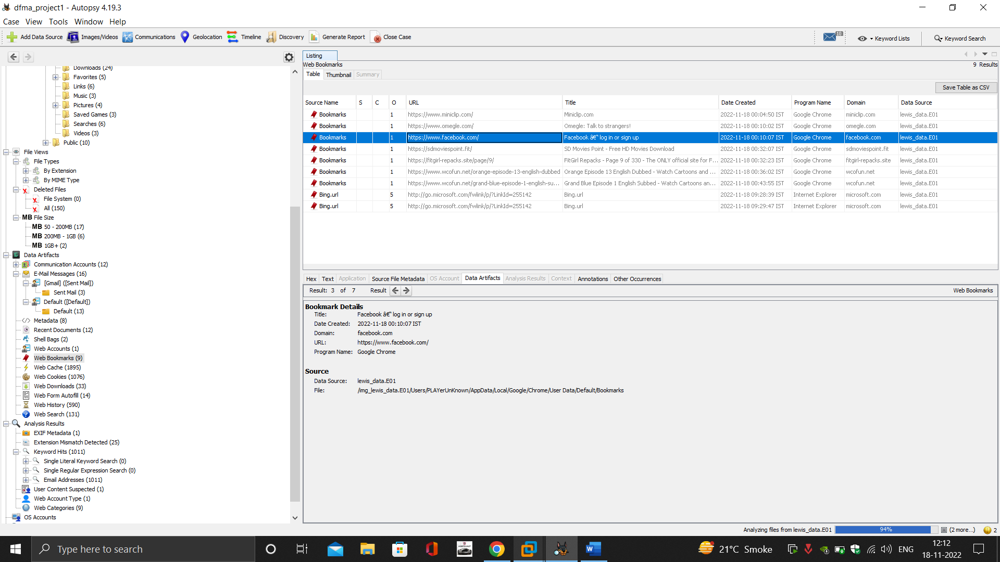 dfma_project1 - Autopsy 4.19.3
Case View Tools Window Help
Add Data Source Images/Videos Communications Geolocation Timeline Discovery Generate Report Close Case 10 Keyword Lists Keyword Search
Downloads (24)
Favorites (5)
Links (6)
Music (3)
Pictures (4)
Saved Games (3)
Searches (6)
Videos (3)
Public (10)
File Views
File Types
By Extension
By MIME Type
Deleted Files
File System (0)
All (150)
MB File Size
MB 50 - 200MB (17)
MB 200MB - 1GB (6)
MB 1GB+ (2)
Data Artifacts
Communication Accounts (12)
E-Mail Messages (16)
[Gmail] ([Sent Mail])
Sent Mail (3)
Default ([Default])
Default (13)
Metadata (8)
Recent Documents (12)
Shell Bags (2)
Web Accounts (1)
Web Bookmarks (9)
Web Cache (1895)
Web Cookies (1076)
Web Downloads (33)
Web Form Autofill (14)
Web History (590)
Web Search (131)
Analysis Results
EXIF Metadata (1)
Extension Mismatch Detected (25)
Keyword Hits (1011)
Single Literal Keyword Search (0)
Single Regular Expression Search (0)
Email Addresses (1011)
User Content Suspected (1)
Web Account Type (1)
Web Categories (9)
OS Accounts
Listing
Web Bookmarks 9 Results
Table Thumbnail Summary
Save Table as CSV
Source Name S C O URL Title Date Created Program Name Domain Data Source
Bookmarks 1 https://www.miniclip.com/ Miniclip.com 2022-11-18 00:04:50 IST Google Chrome miniclip.com lewis_data.E01
Bookmarks 1 https://www.omegle.com/ Omegle: Talk to strangers! 2022-11-18 00:10:02 IST Google Chrome omegle.com lewis_data.E01
Bookmarks 1 https://www.facebook.com/ Facebook â€“ log in or sign up 2022-11-18 00:10:07 IST Google Chrome facebook.com lewis_data.E01
Bookmarks 1 https://sdmoviespoint.fit/ SD Movies Point - Free HD Movies Download 2022-11-18 00:32:07 IST Google Chrome sdmoviespoint.fit lewis_data.E01
Bookmarks 1 https://fitgirl-repacks.site/page/9/ FitGirl Repacks - Page 9 of 330 - The ONLY official site for F... 2022-11-18 00:32:23 IST Google Chrome fitgirl-repacks.site lewis_data.E01
Bookmarks 1 https://www.wcofun.net/orange-episode-13-english-dubbed Orange Episode 13 English Dubbed - Watch Cartoons and ... 2022-11-18 00:36:02 IST Google Chrome wcofun.net lewis_data.E01
Bookmarks 1 https://www.wcofun.net/grand-blue-episode-1-english-su... Grand Blue Episode 1 English Subbed - Watch Cartoons an... 2022-11-18 00:43:55 IST Google Chrome wcofun.net lewis_data.E01
Bing.url 5 http://go.microsoft.com/fwlink/p/?LinkId=255142 Bing.url 2022-11-18 09:28:39 IST Internet Explorer microsoft.com lewis_data.E01
Bing.url 5 http://go.microsoft.com/fwlink/p/?LinkId=255142 Bing.url 2022-11-18 09:29:47 IST Internet Explorer microsoft.com lewis_data.E01
Hex Text Application Source File Metadata OS Account Data Artifacts Analysis Results Context Annotations Other Occurrences
Result: 3 of 7 Result Web Bookmarks
Bookmark Details
Title: Facebook â€“ log in or sign up
Date Created: 2022-11-18 00:10:07 IST
Domain: facebook.com
URL: https://www.facebook.com/
Program Name: Google Chrome
Source
Data Source: lewis_data.E01
File: /img_lewis_data.E01/Users/PLAYerUnKnown/AppData/Local/Google/Chrome/User Data/Default/Bookmarks
Analyzing files from lewis_data.E01 94% (2 more...) 2
Type here to search
21°C Smoke ENG
12:12
18-11-2022